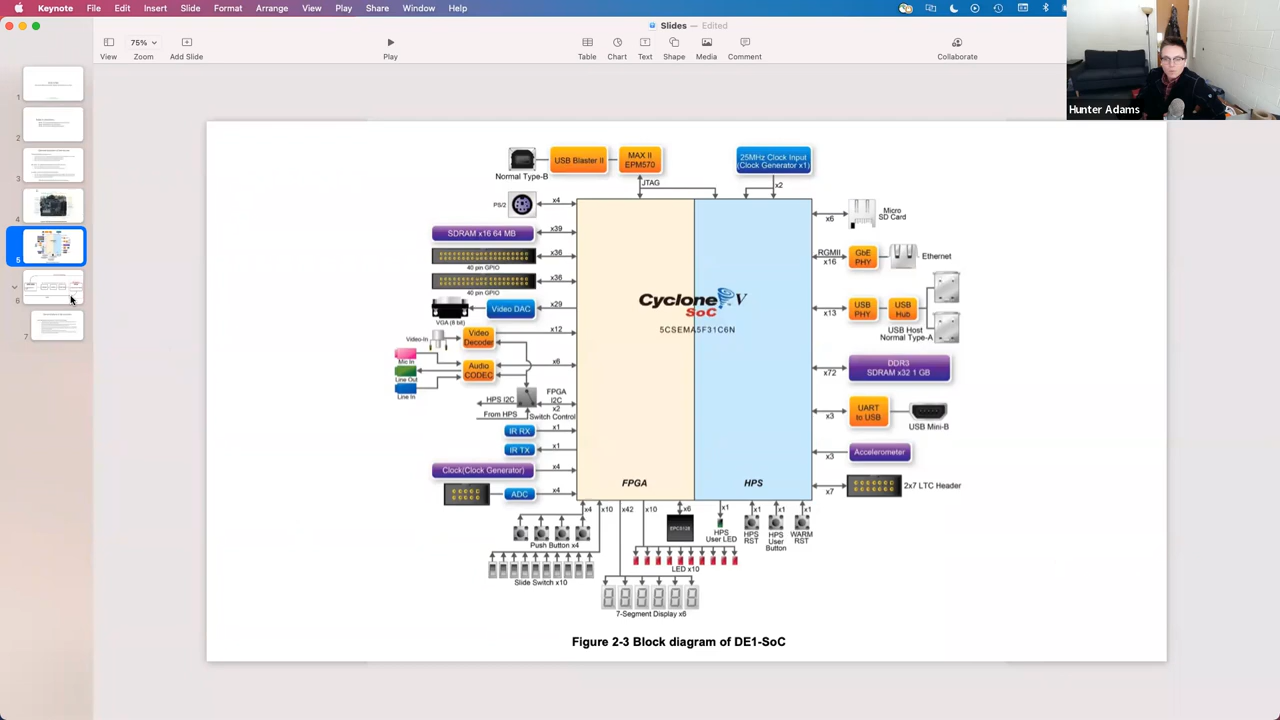 Keynote File Edit Insert Slide Format Arrange View Play Share Window Help
Slides — Edited
75%
View Zoom Add Slide Play Table Chart Text Shape Media Comment Collaborate
Hunter Adams
1
2
3
4
5
6
7
Normal Type-B
USB Blaster II
MAX II
EPM570
JTAG
25MHz Clock Input
(Clock Generator x1)
x2
PS/2
x4
SDRAM x16 64 MB
x39
x36
40 pin GPIO
x36
40 pin GPIO
VGA (8 bit)
Video DAC
x29
Video-In
Video
Decoder
x12
Mic In
Line Out
Line In
Audio
CODEC
x6
HPS I2C
From HPS
FPGA
I2C
x2
Switch Control
IR RX
x1
IR TX
x1
Clock(Clock Generator)
x4
ADC
x4
Cyclone V
SoC
5CSEMA5F31C6N
FPGA
HPS
x6
Micro
SD Card
RGMII
x16
GbE
PHY
Ethernet
x13
USB
PHY
USB
Hub
USB Host
Normal Type-A
x72
DDR3
SDRAM x32 1 GB
x3
UART
to USB
USB Mini-B
x3
Accelerometer
x7
2x7 LTC Header
x4 x10 x42 x10 x6 x1 x1 x1 x1
Push Button x4
Slide Switch x10
EPCS128
HPS
User LED
HPS
RST
HPS
User
Button
WARM
RST
LED x10
7-Segment Display x6
Figure 2-3 Block diagram of DE1-SoC